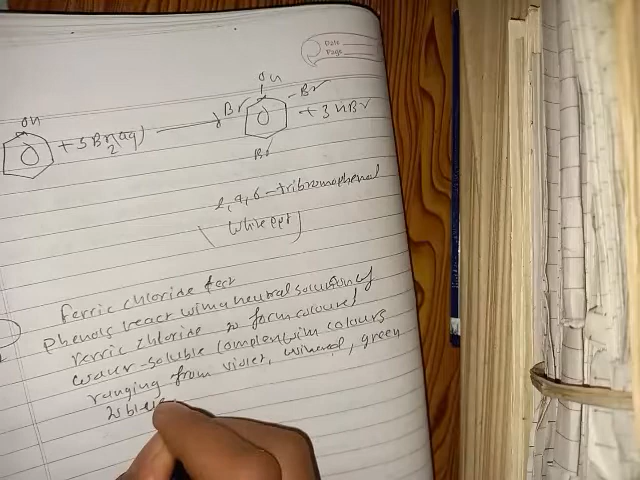 Date
Page
OH
OH
Br
Br
+ 3Br2(aq)
+ 3HBr
Br
2,4,6-tribromophenol
(white ppt)
Ferric chloride test
Phenols react with a neutral solution of
Ferric chloride to form coloured
water-soluble complex with colours
ranging from violet, green